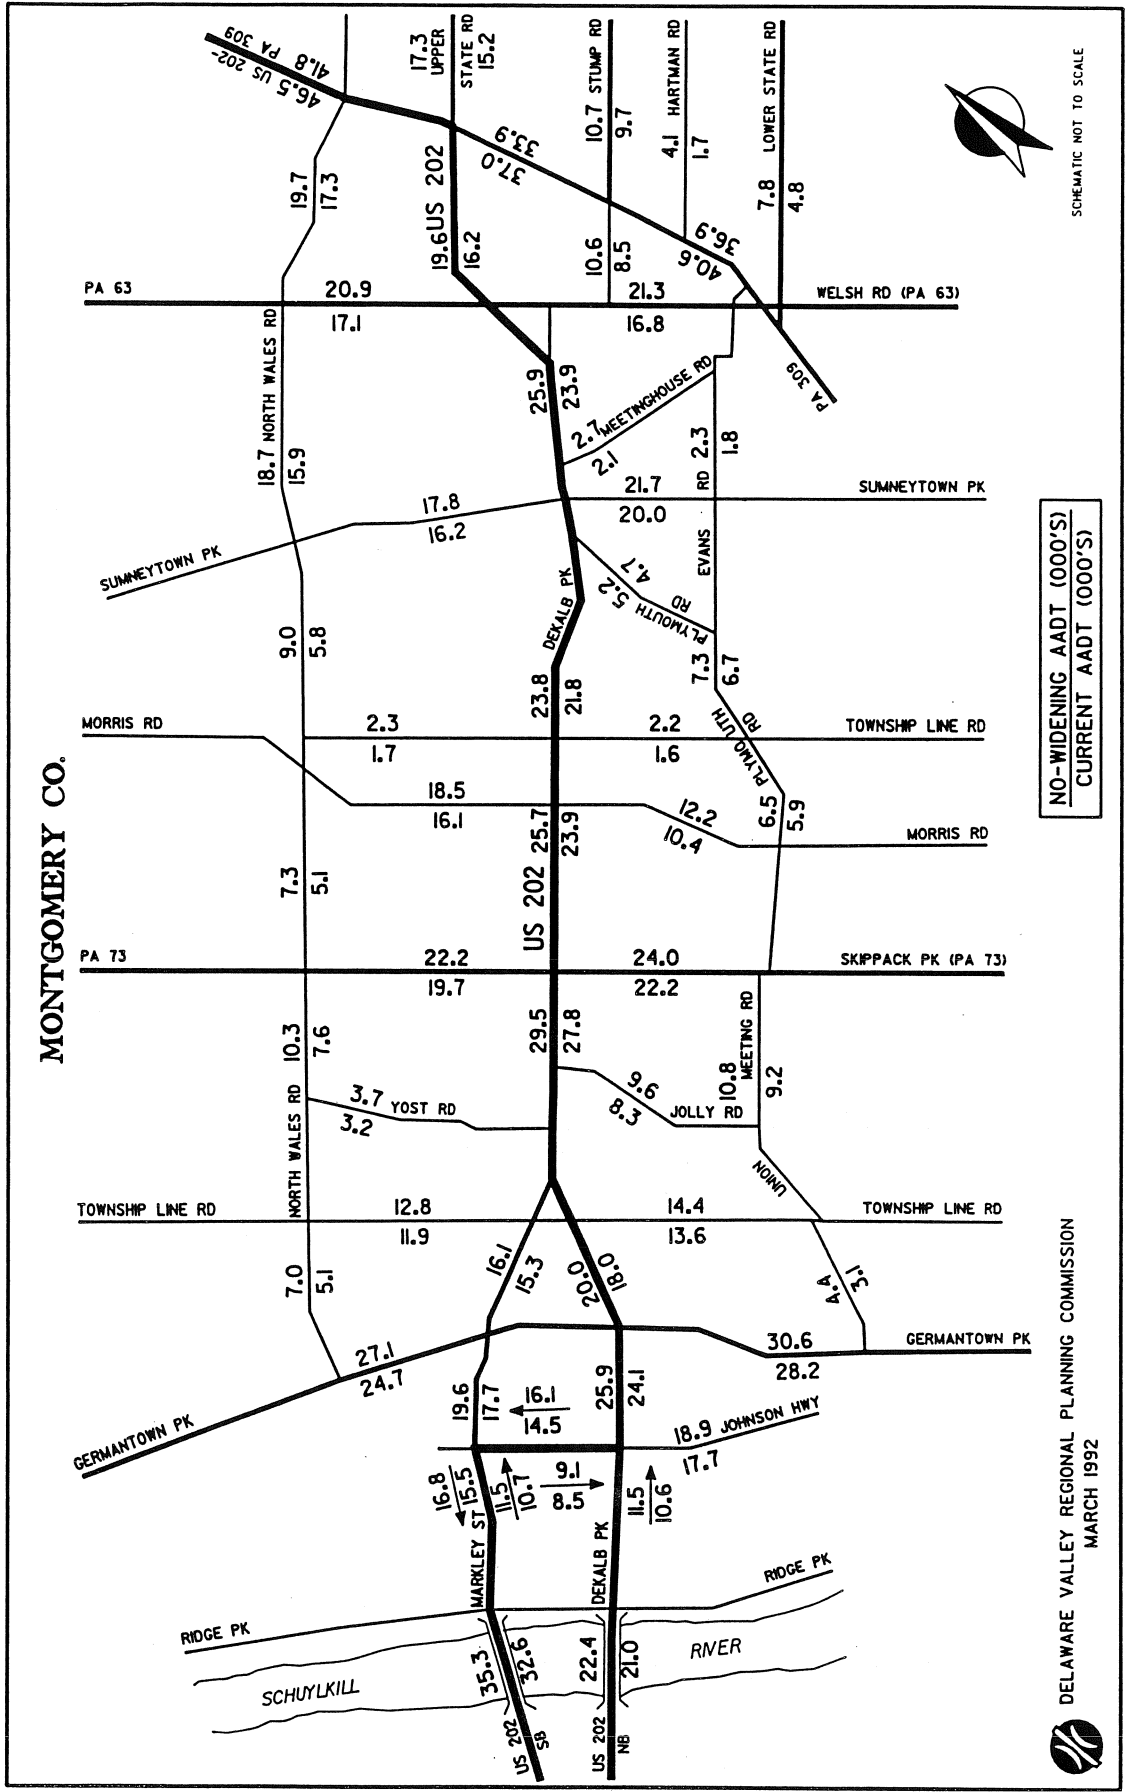 MONTGOMERY CO.
46.5 US 202-
41.8 PA 309
17.3 UPPER
STATE RD 15.2
10.7 STUMP RD
9.7
4.1 HARTMAN RD
1.7
LOWER STATE RD
7.8
4.8
SCHEMATIC NOT TO SCALE
19.7
17.3
19.6 US 202
16.2
37.0
33.9
10.6
8.5
40.6
36.9
PA 63
20.9
17.1
21.3
16.8
WELSH RD (PA 63)
PA 309
18.7 NORTH WALES RD
15.9
25.9
23.9
2.7 MEETINGHOUSE RD
2.1
EVANS RD 2.3
1.8
SUMNEYTOWN PK
17.8
16.2
21.7
20.0
SUMNEYTOWN PK
DEKALB PK
5.2
4.7
PLYMOUTH RD
9.0
5.8
23.8
21.8
7.3
6.7
MORRIS RD
2.3
1.7
2.2
1.6
PLYMOUTH RD
TOWNSHIP LINE RD
18.5
16.1
25.7
23.9
12.2
10.4
6.5
5.9
MORRIS RD
7.3
5.1
US 202
PA 73
22.2
19.7
24.0
22.2
SKIPPACK PK (PA 73)
10.3
7.6
29.5
27.8
NORTH WALES RD
3.7 YOST RD
3.2
9.6
8.3
JOLLY RD
10.8 MEETING RD
9.2
UNION
TOWNSHIP LINE RD
12.8
11.9
14.4
13.6
TOWNSHIP LINE RD
7.0
5.1
16.1
15.3
20.0
18.0
4.4
3.1
GERMANTOWN PK
27.1
24.7
30.6
28.2
GERMANTOWN PK
19.6
17.7
16.1
14.5
25.9
24.1
18.9 JOHNSON HWY
17.7
16.8
15.5
11.5
10.7
9.1
8.5
11.5
10.6
MARKLEY ST
DEKALB PK
RIDGE PK
RIDGE PK
SCHUYLKILL
RIVER
35.3
32.6
22.4
21.0
US 202
SB
US 202
NB
NO-WIDENING AADT (000'S)
CURRENT AADT (000'S)
DELAWARE VALLEY REGIONAL PLANNING COMMISSION
MARCH 1992